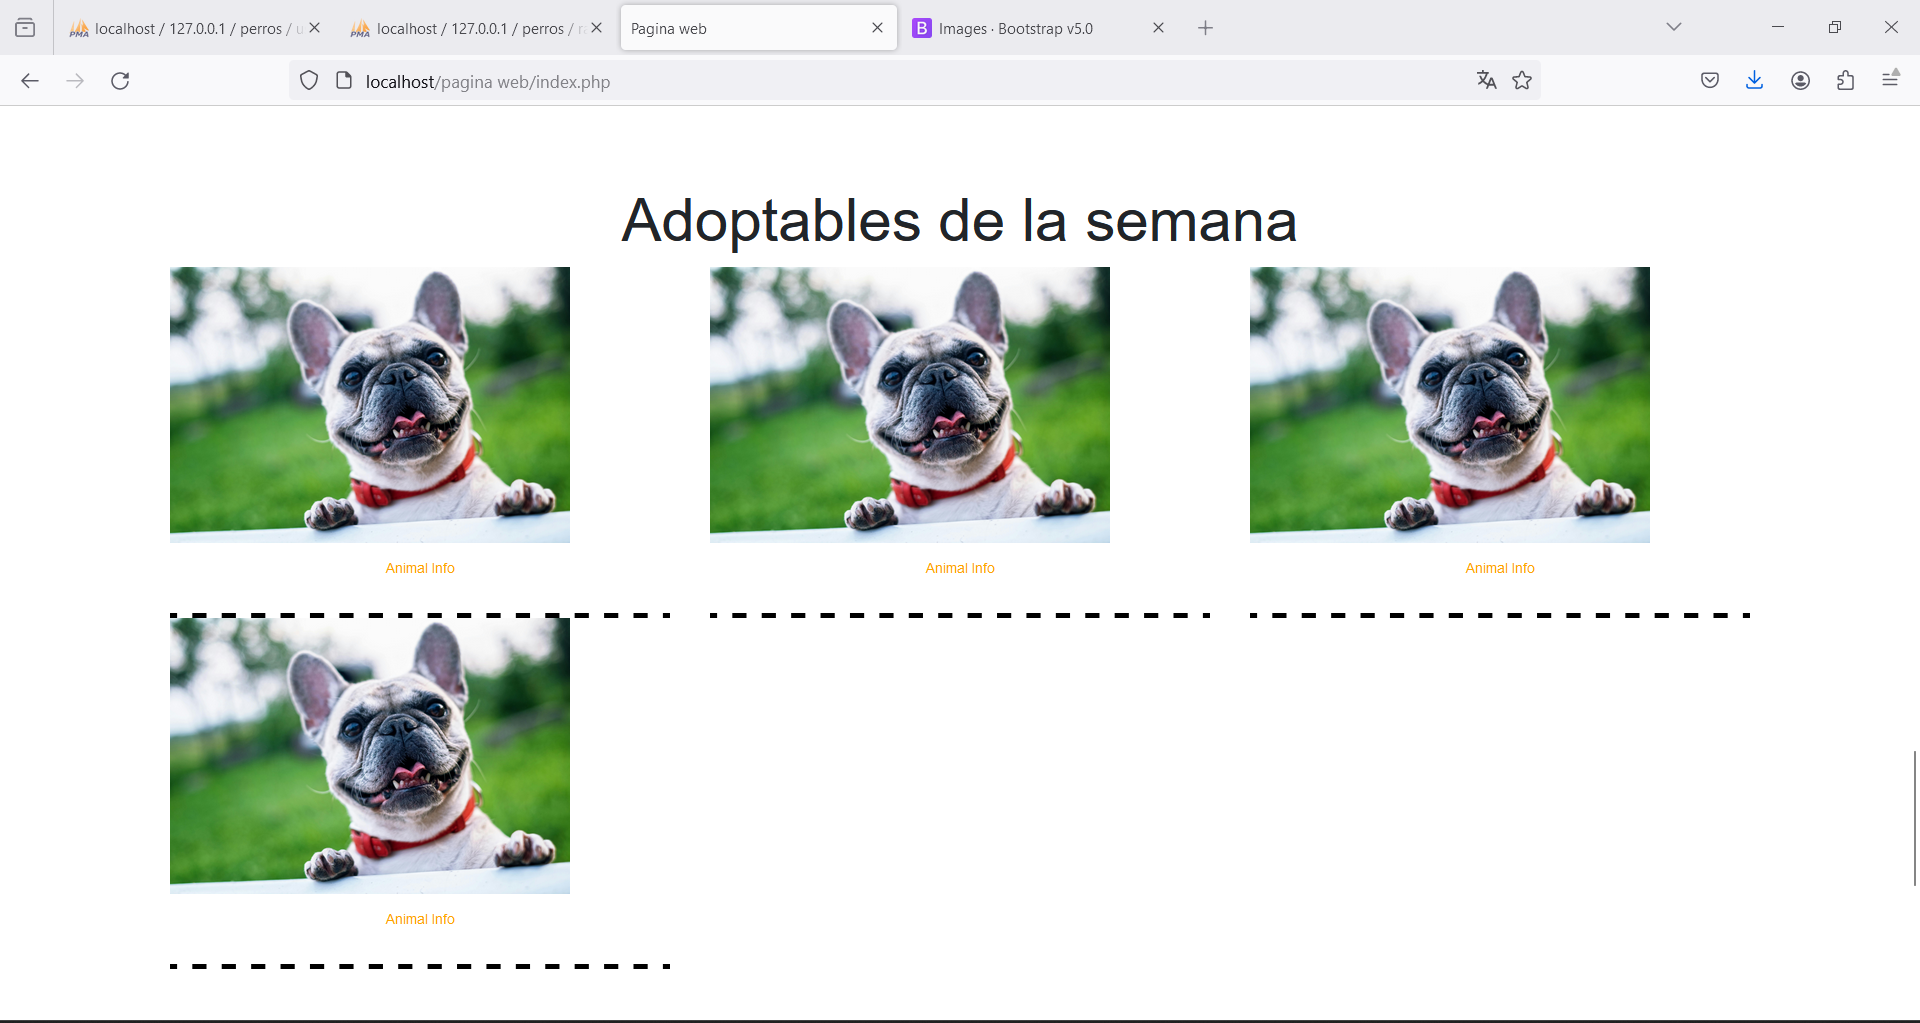 localhost / 127.0.0.1 / perros / u
localhost / 127.0.0.1 / perros / ra
Pagina web
Images · Bootstrap v5.0
localhost/pagina web/index.php
Adoptables de la semana
Animal Info
Animal Info
Animal Info
Animal Info